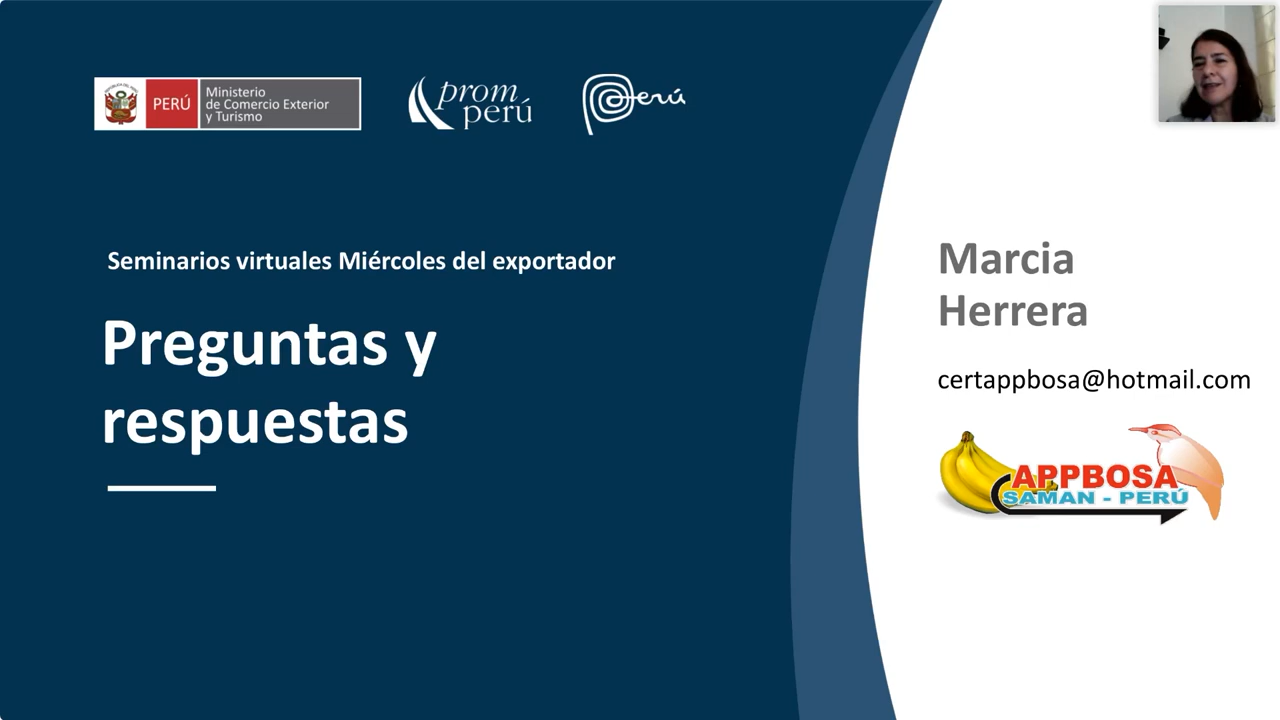 PERÚ
Ministerio
de Comercio Exterior
y Turismo
prom
perú
Perú
Seminarios virtuales Miércoles del exportador
Preguntas y
respuestas
Marcia
Herrera
certappbosa@hotmail.com
APPBOSA
SAMAN - PERÚ